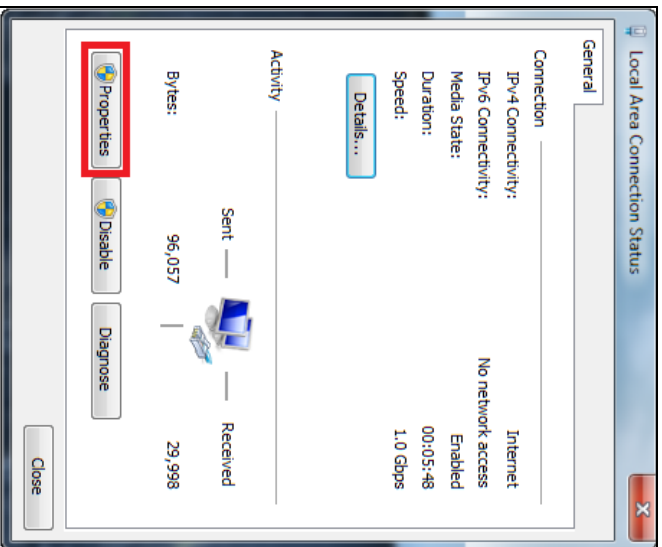 Local Area Connection Status
General
Connection
IPv4 Connectivity: Internet
IPv6 Connectivity: No network access
Media State: Enabled
Duration: 00:05:48
Speed: 1.0 Gbps
Details...
Activity
Sent Received
Bytes: 96,057 29,998
Properties Disable Diagnose
Close